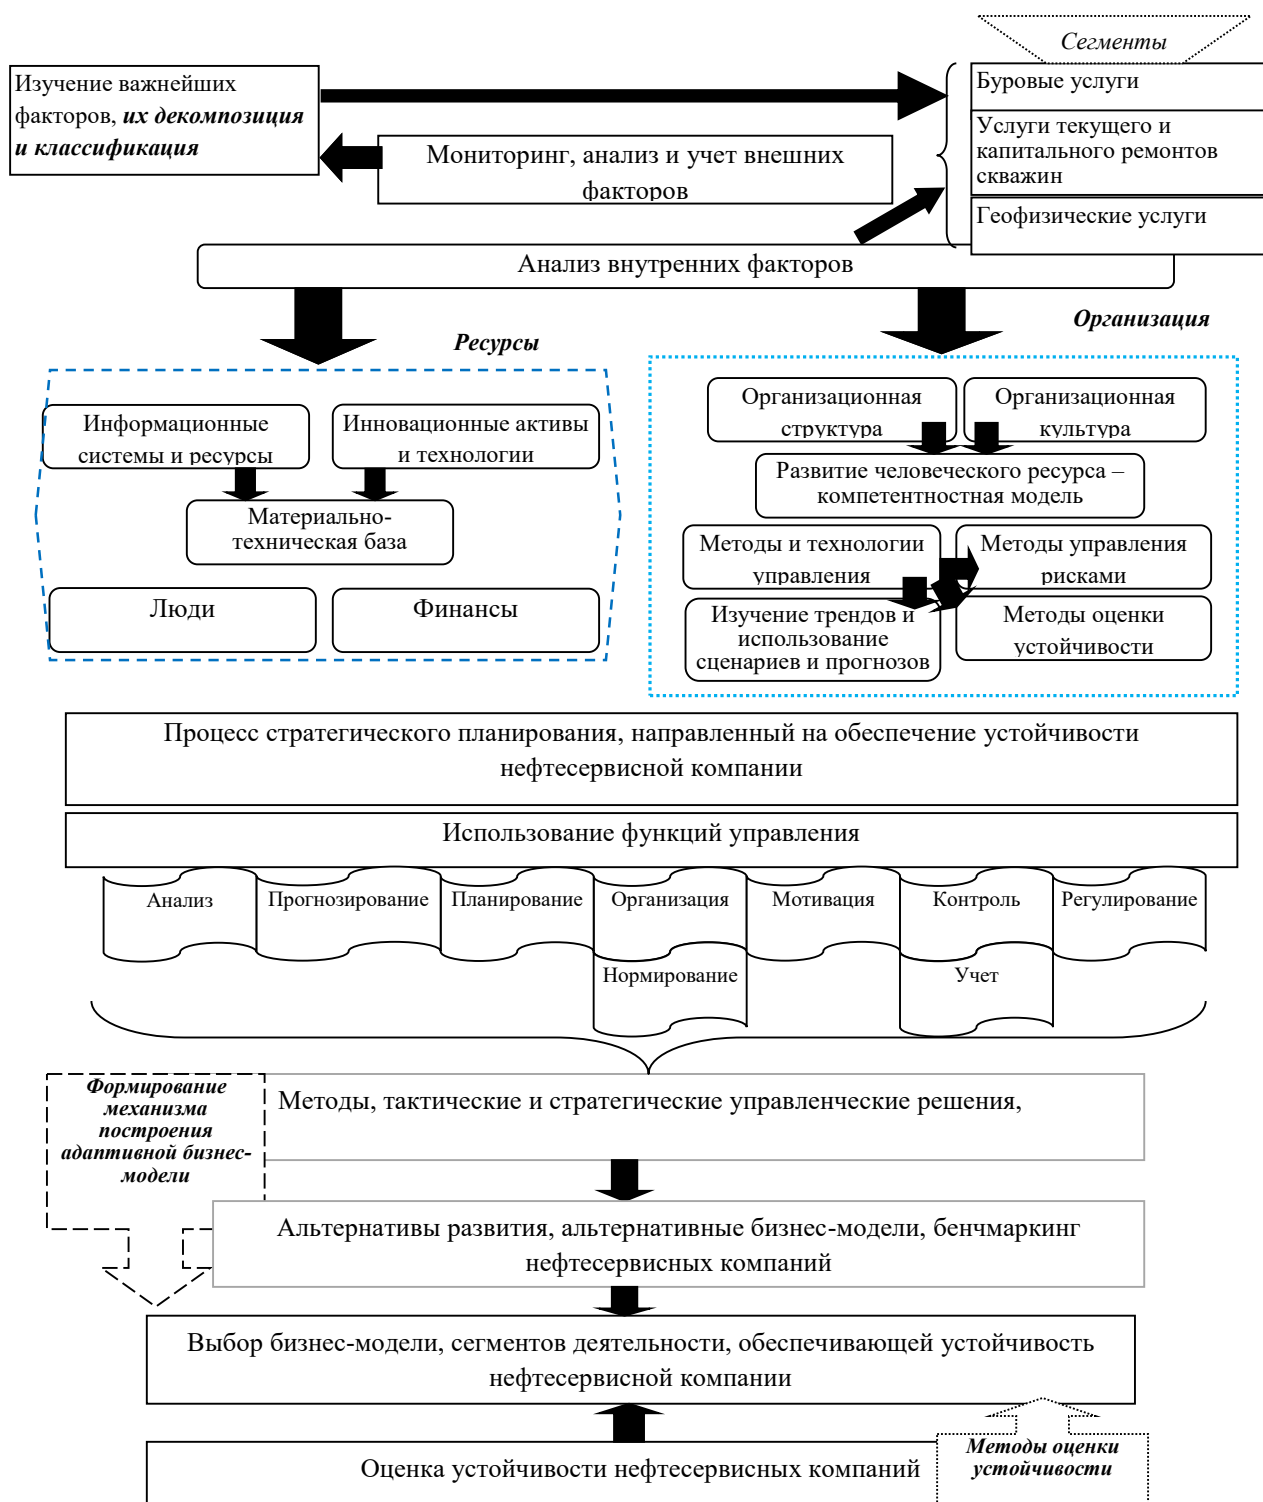 Сегменты
Изучение важнейших
факторов, их декомпозиция
и классификация
Буровые услуги
Услуги текущего и
капитального ремонтов
скважин
Геофизические услуги
Мониторинг, анализ и учет внешних
факторов
Анализ внутренних факторов
Ресурсы
Организация
Информационные
системы и ресурсы
Инновационные активы
и технологии
Материально-
техническая база
Люди
Финансы
Организационная
структура
Организационная
культура
Развитие человеческого ресурса –
компетентностная модель
Методы и технологии
управления
Методы управления
рисками
Изучение трендов и
использование
сценариев и прогнозов
Методы оценки
устойчивости
Процесс стратегического планирования, направленный на обеспечение устойчивости
нефтесервисной компании
Использование функций управления
Анализ
Прогнозирование
Планирование
Организация
Мотивация
Контроль
Регулирование
Нормирование
Учет
Формирование
механизма
построения
адаптивной бизнес-
модели
Методы, тактические и стратегические управленческие решения,
Альтернативы развития, альтернативные бизнес-модели, бенчмаркинг
нефтесервисных компаний
Выбор бизнес-модели, сегментов деятельности, обеспечивающей устойчивость
нефтесервисной компании
Оценка устойчивости нефтесервисных компаний
Методы оценки
устойчивости